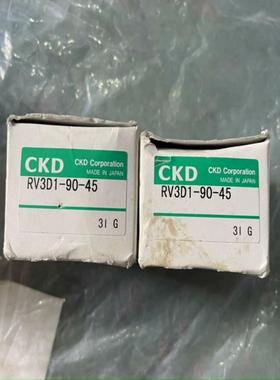 CKD CKD Corporation
MADE IN JAPAN
RV3D1-90-45
31 G
CKD CKD Corporation
MADE IN JAPAN
RV3D1-90-45
31 G